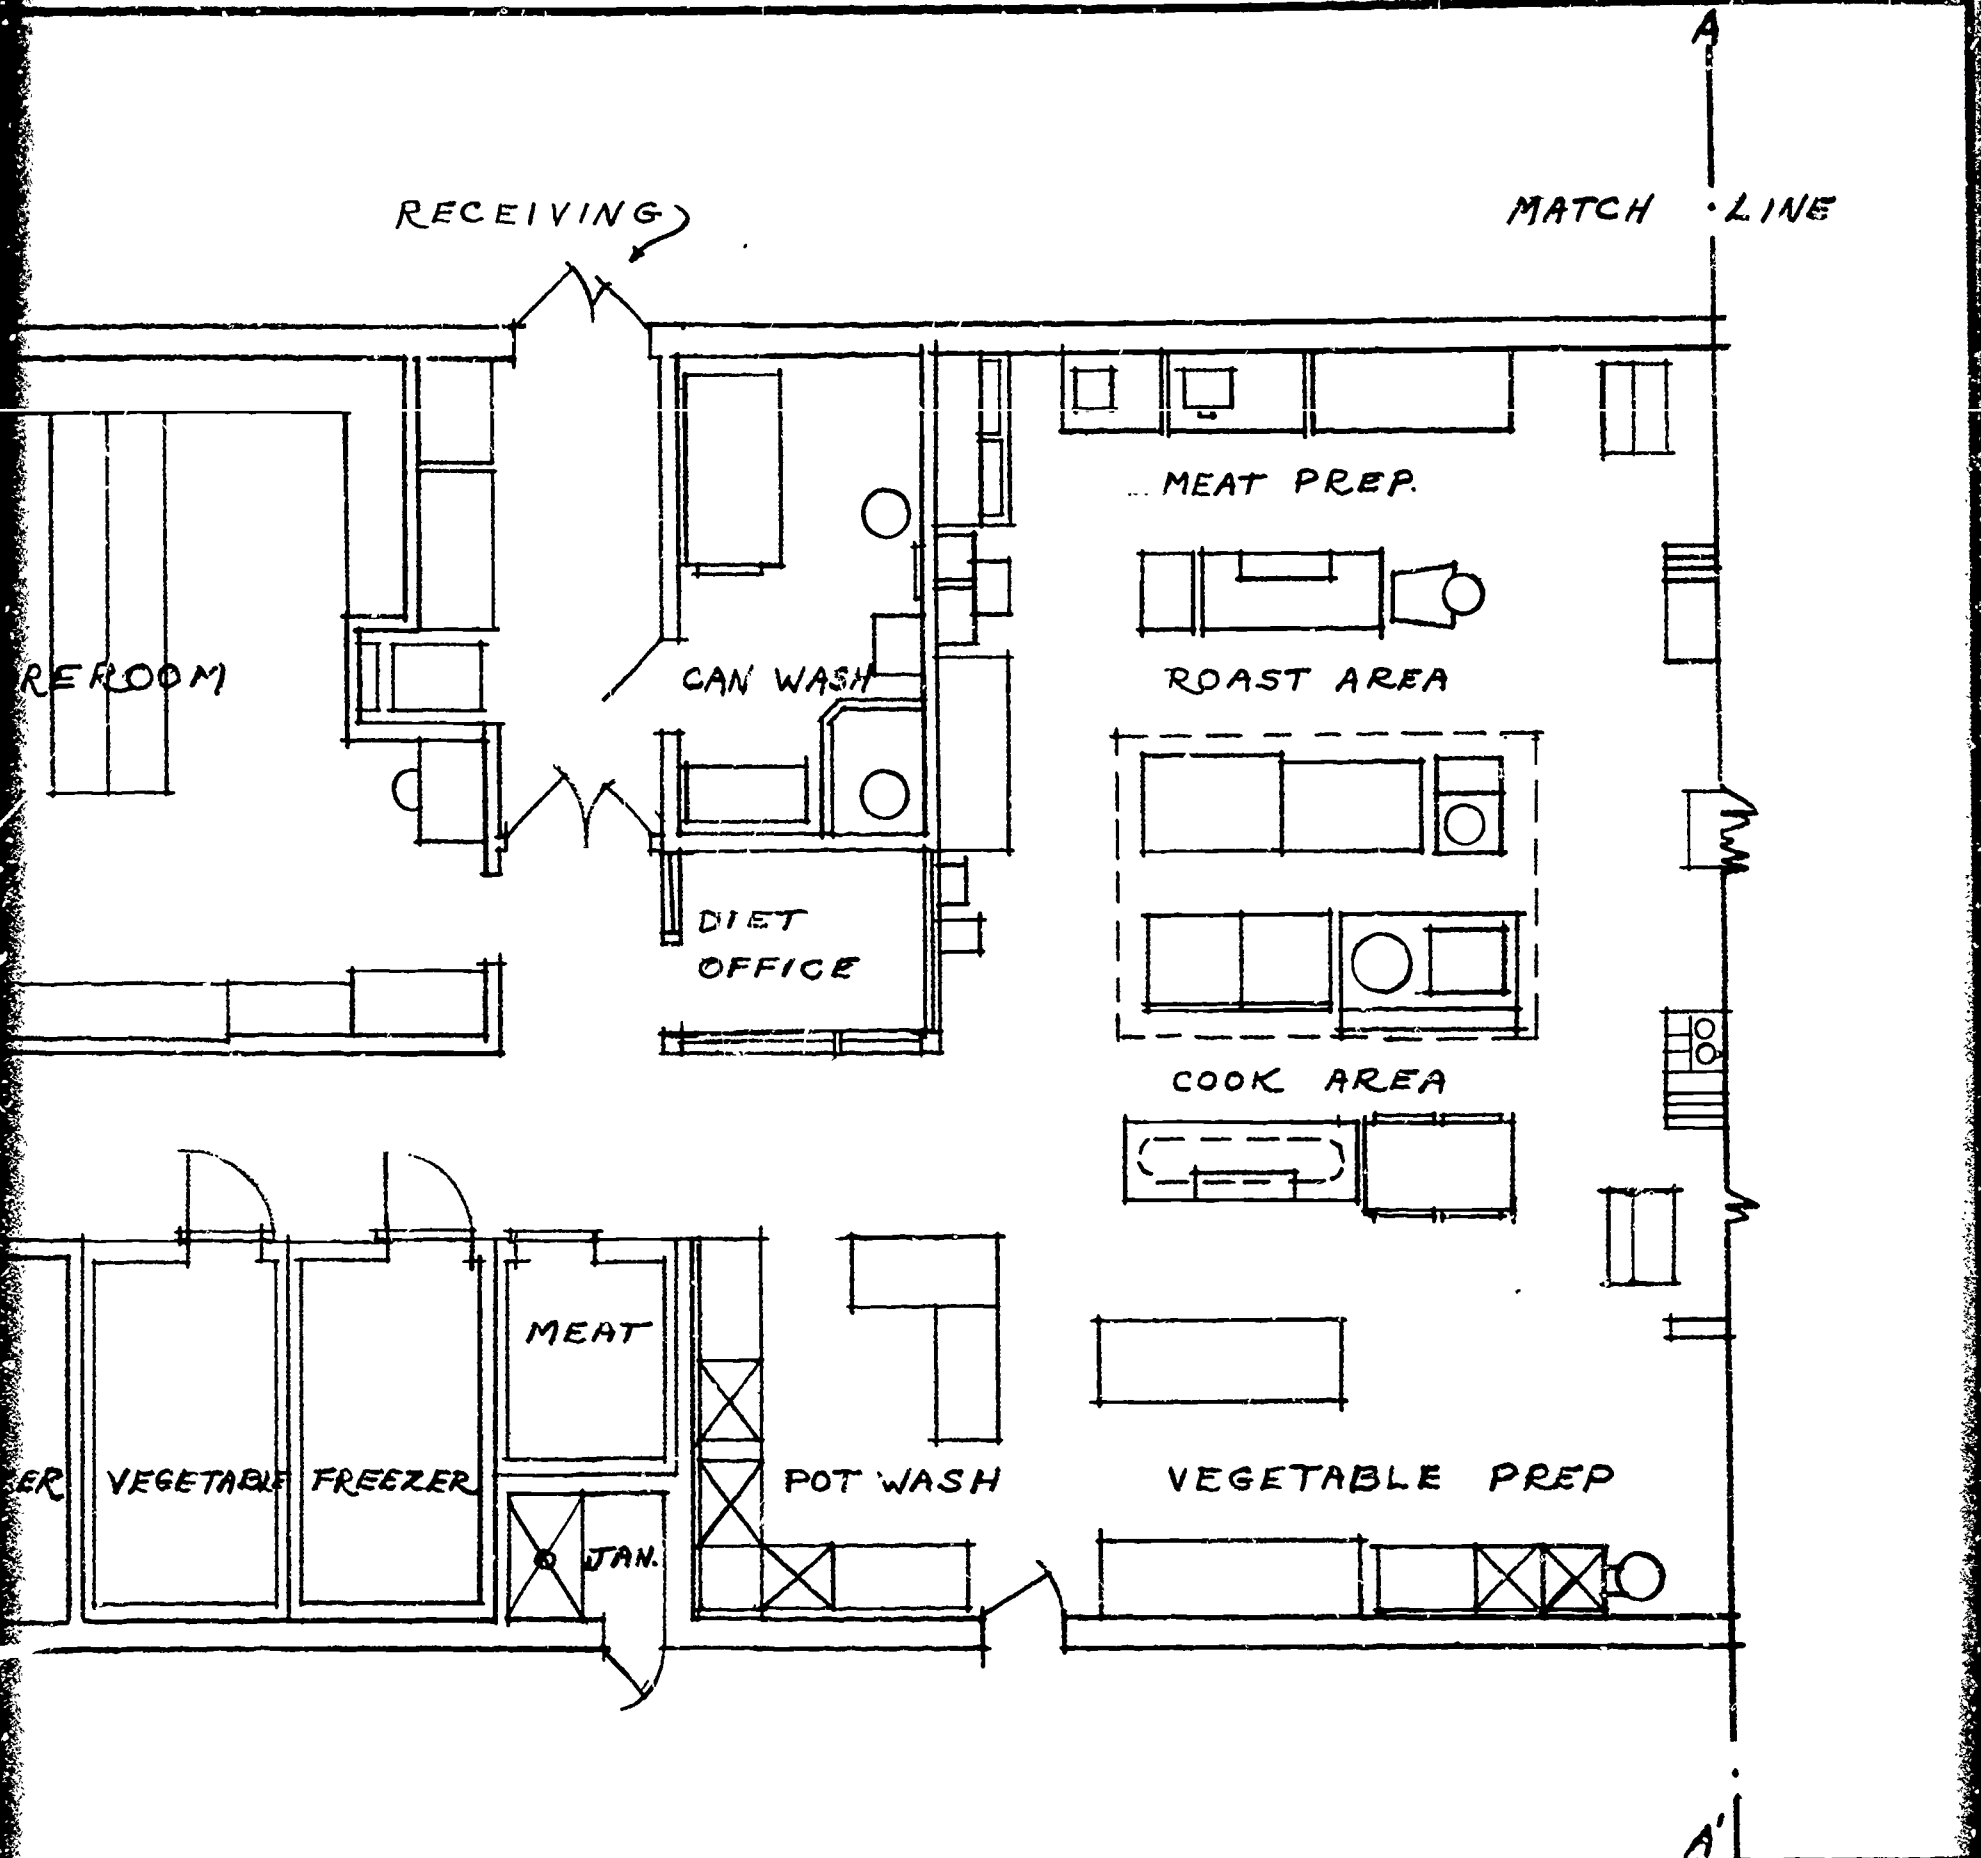 A
RECEIVING
MATCH LINE
MEAT PREP.
REROOM
CAN WASH
ROAST AREA
DIET
OFFICE
COOK AREA
MEAT
ER
VEGETABLE
FREEZER
POT WASH
VEGETABLE PREP
JAN.
A'